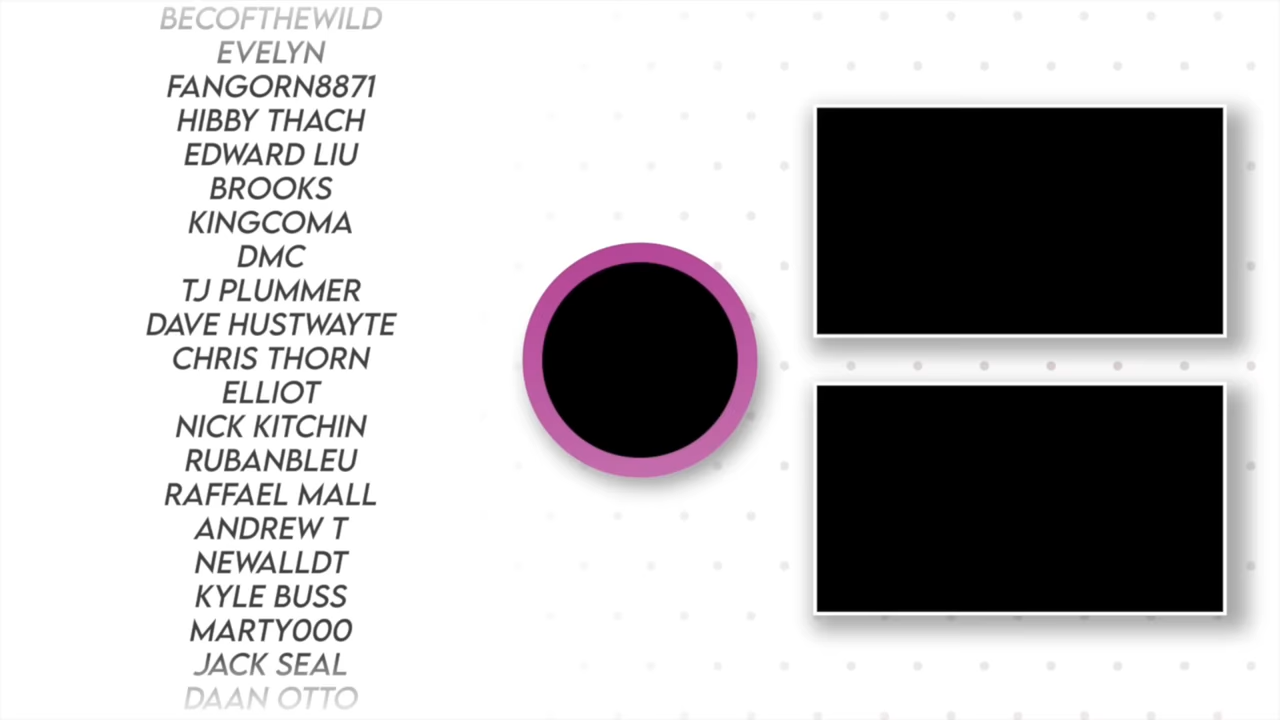 BECOFTHEWILD
EVELYN
FANGORN8871
HIBBY THACH
EDWARD LIU
BROOKS
KINGCOMA
DMC
TJ PLUMMER
DAVE HUSTWAYTE
CHRIS THORN
ELLIOT
NICK KITCHIN
RUBANBLEU
RAFFAEL MALL
ANDREW T
NEWALLDT
KYLE BUSS
MARTY000
JACK SEAL
DAAN OTTO